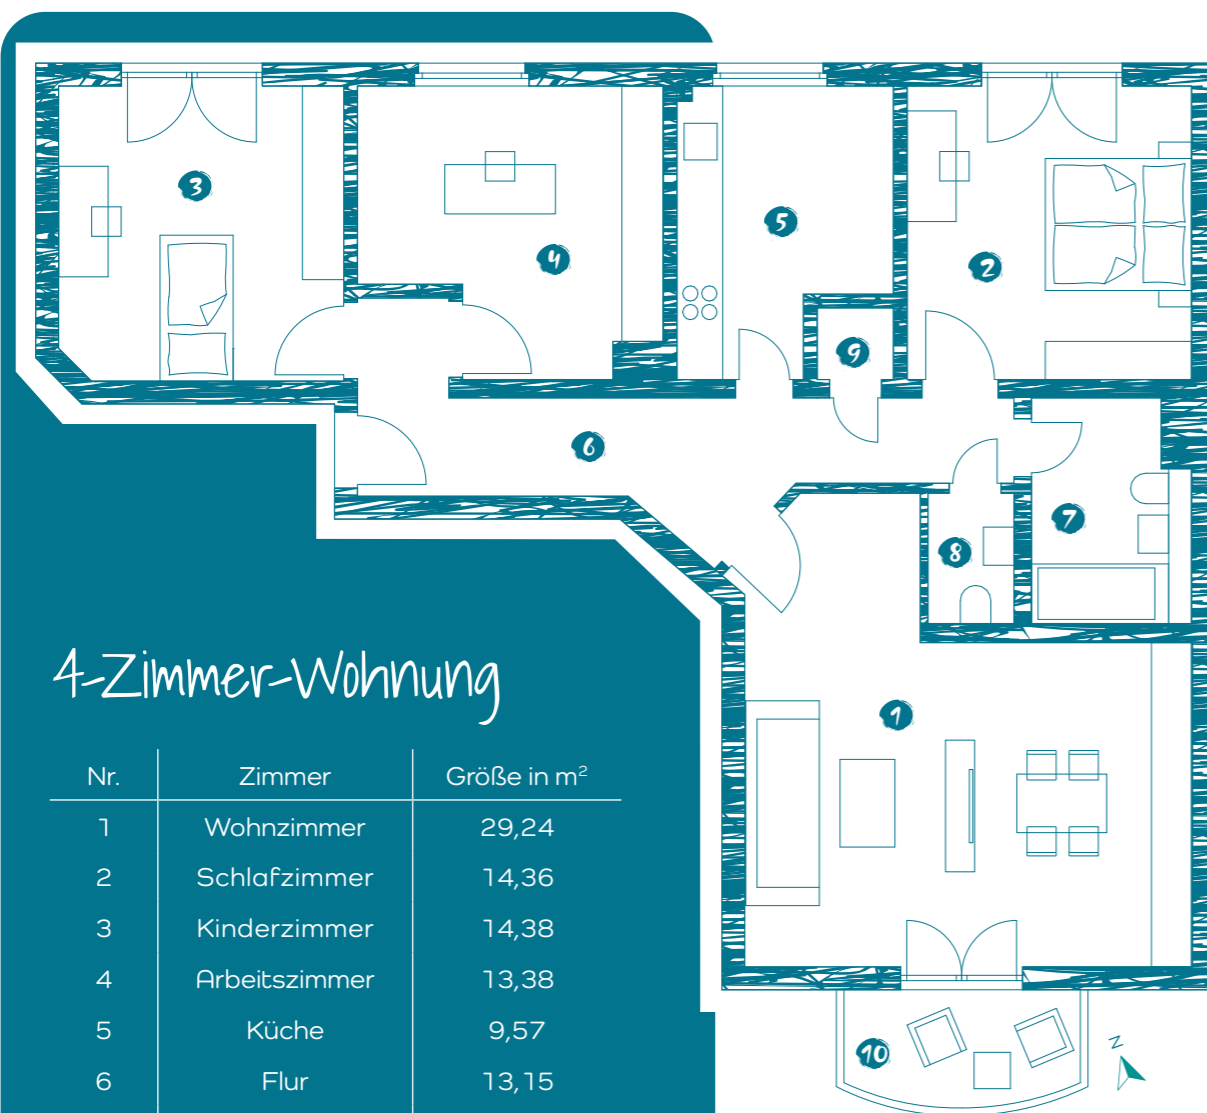 3
4
5
2
9
6
7
8
1
10
N
4-Zimmer-Wohnung
Nr. Zimmer Größe in m²
1 Wohnzimmer 29,24
2 Schlafzimmer 14,36
3 Kinderzimmer 14,38
4 Arbeitszimmer 13,38
5 Küche 9,57
6 Flur 13,15